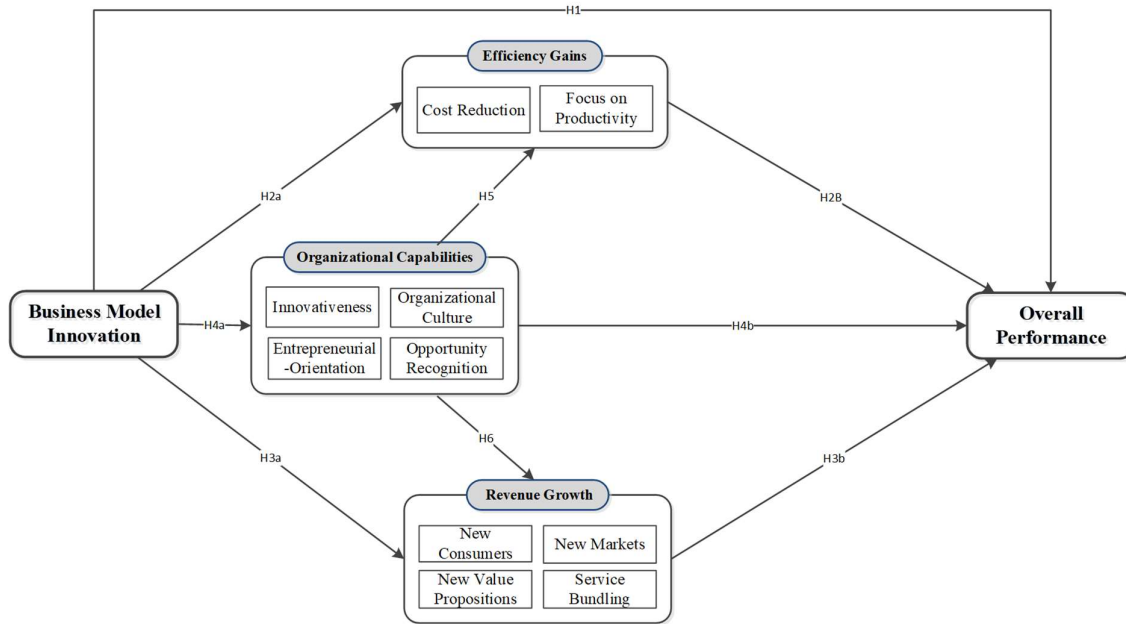 H1
Efficiency Gains
Cost Reduction
Focus on
Productivity
H2a
H5
H2B
Organizational Capabilities
Innovativeness
Organizational
Culture
Entrepreneurial
-Orientation
Opportunity
Recognition
Business Model
Innovation
H4a
H4b
Overall
Performance
H6
H3a
H3b
Revenue Growth
New
Consumers
New Markets
New Value
Propositions
Service
Bundling